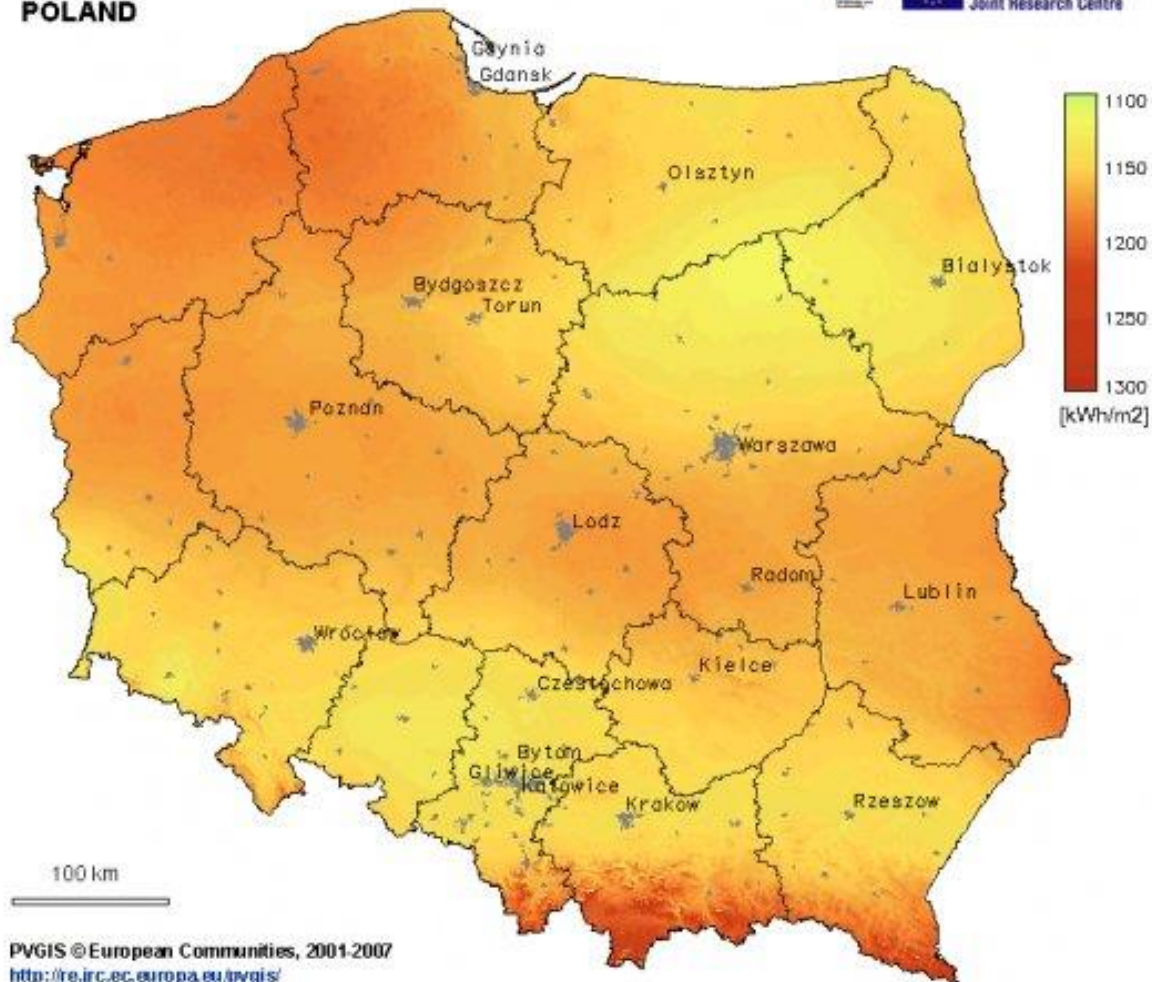 POLAND
Joint Research Centre
Gdynia
Gdansk
1100
1150
Olsztyn
1200
Bialystok
Bydgoszcz
Torun
1250
1300
[kWh/m2]
Poznan
Warszawa
Lodz
Radom
Lublin
Wroclaw
Kielce
Czestochowa
Bytom
Gliwice
Katowice
Krakow
Rzeszow
100 km
PVGIS © European Communities, 2001-2007
http://re.jrc.ec.europa.eu/pvgis/